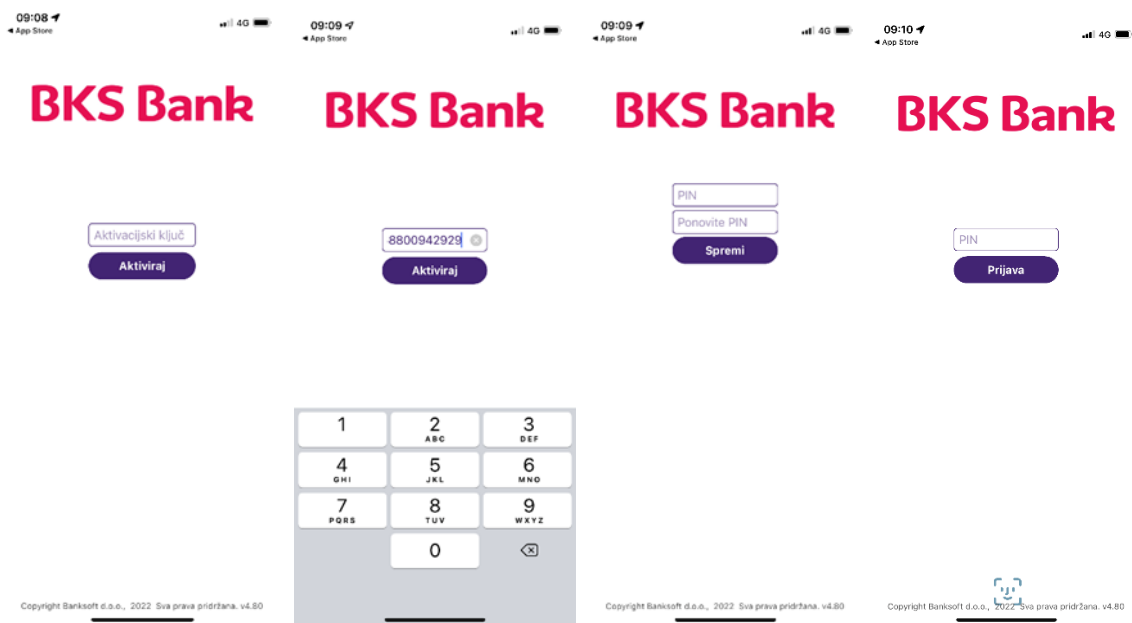 09:08
◀ App Store
4G
BKS Bank
Aktivacijski ključ
Aktiviraj
Copyright Banksoft d.o.o., 2022 Sva prava pridržana. v4.80
09:09
◀ App Store
4G
BKS Bank
8800942929
Aktiviraj
1
2
ABC
3
DEF
4
GHI
5
JKL
6
MNO
7
PQRS
8
TUV
9
WXYZ
0
09:09
◀ App Store
4G
BKS Bank
PIN
Ponovite PIN
Spremi
Copyright Banksoft d.o.o., 2022 Sva prava pridržana. v4.80
09:10
◀ App Store
4G
BKS Bank
PIN
Prijava
Copyright Banksoft d.o.o., 2022 Sva prava pridržana. v4.80